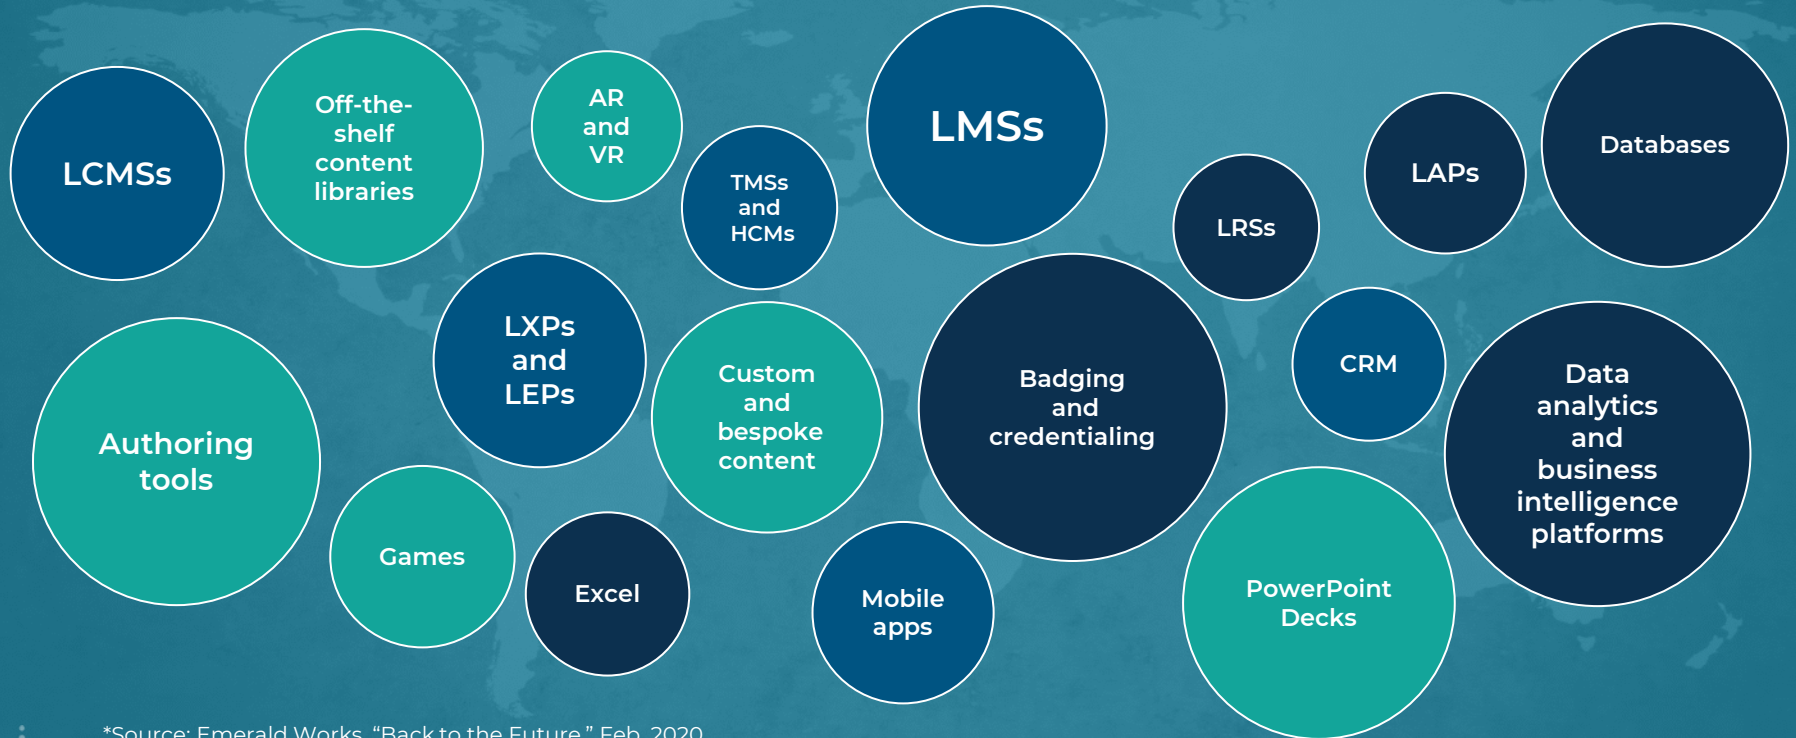 LCMSs
Off-the-
shelf
content
libraries
AR
and
VR
TMSs
and
HCMs
LMSs
LRSs
LAPs
Databases
Authoring
tools
LXPs
and
LEPs
Custom
and
bespoke
content
Badging
and
credentialing
CRM
Data
analytics
and
business
intelligence
platforms
Games
Excel
Mobile
apps
PowerPoint
Decks
*Source: Emerald Works, “Back to the Future,” Feb. 2020